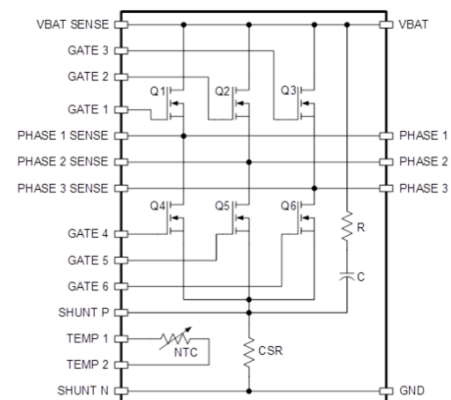 VBAT SENSE VBAT
GATE 3
GATE 2
Q1 Q2 Q3
GATE 1
PHASE 1 SENSE PHASE 1
PHASE 2 SENSE PHASE 2
PHASE 3 SENSE PHASE 3
Q4 Q5 Q6
R
GATE 4
GATE 5
C
GATE 6
SHUNT P
TEMP 1
NTC CSR
TEMP 2
SHUNT N GND